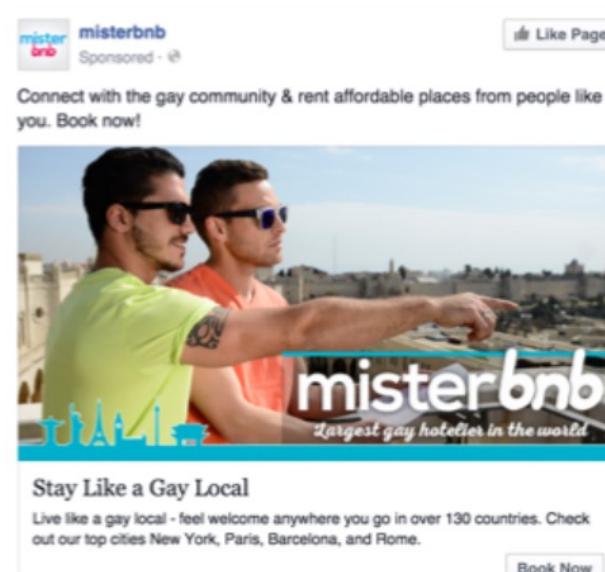 mister
bnb
misterbnb
Like Page
Sponsored ·
Connect with the gay community & rent affordable places from people like
you. Book now!
misterbnb
Largest gay hotelier in the world
Stay Like a Gay Local
Live like a gay local - feel welcome anywhere you go in over 130 countries. Check
out our top cities New York, Paris, Barcelona, and Rome.
Book Now